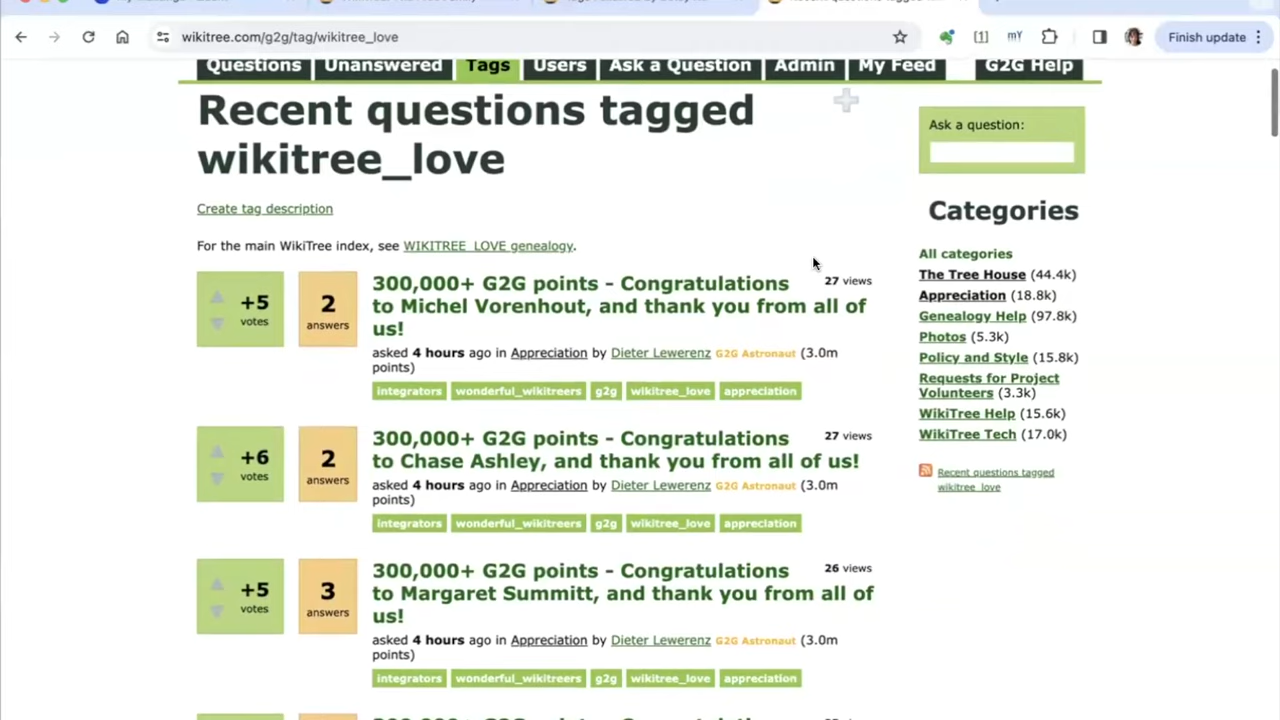 wikitree.com/g2g/tag/wikitree_love
Finish update
Questions Unanswered Tags Users Ask a Question Admin My Feed G2G Help
Recent questions tagged
wikitree_love
Create tag description
For the main WikiTree index, see WIKITREE_LOVE genealogy.
+5
votes
2
answers
300,000+ G2G points - Congratulations
to Michel Vorenhout, and thank you from all of
us!
27 views
asked 4 hours ago in Appreciation by Dieter Lewerenz G2G Astronaut (3.0m
points)
integrators wonderful_wikitreers g2g wikitree_love appreciation
+6
votes
2
answers
300,000+ G2G points - Congratulations
to Chase Ashley, and thank you from all of us!
27 views
asked 4 hours ago in Appreciation by Dieter Lewerenz G2G Astronaut (3.0m
points)
integrators wonderful_wikitreers g2g wikitree_love appreciation
+5
votes
3
answers
300,000+ G2G points - Congratulations
to Margaret Summitt, and thank you from all of
us!
26 views
asked 4 hours ago in Appreciation by Dieter Lewerenz G2G Astronaut (3.0m
points)
integrators wonderful_wikitreers g2g wikitree_love appreciation
Ask a question:
Categories
All categories
The Tree House (44.4k)
Appreciation (18.8k)
Genealogy Help (97.8k)
Photos (5.3k)
Policy and Style (15.8k)
Requests for Project
Volunteers (3.3k)
WikiTree Help (15.6k)
WikiTree Tech (17.0k)
Recent questions tagged
wikitree_love